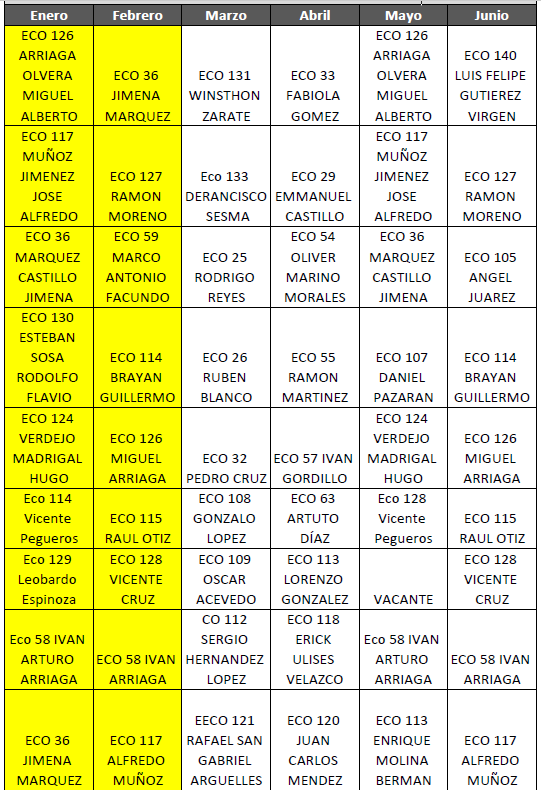 Enero Febrero Marzo Abril Mayo Junio
ECO 126
ARRIAGA
OLVERA
MIGUEL
ALBERTO
ECO 36
JIMENA
MARQUEZ
ECO 131
WINSTHON
ZARATE
ECO 33
FABIOLA
GOMEZ
ECO 126
ARRIAGA
OLVERA
MIGUEL
ALBERTO
ECO 140
LUIS FELIPE
GUTIEREZ
VIRGEN
ECO 117
MUÑOZ
JIMENEZ
JOSE
ALFREDO
ECO 127
RAMON
MORENO
Eco 133
DERANCISCO
SESMA
ECO 29
EMMANUEL
CASTILLO
ECO 117
MUÑOZ
JIMENEZ
JOSE
ALFREDO
ECO 127
RAMON
MORENO
ECO 36
MARQUEZ
CASTILLO
JIMENA
ECO 59
MARCO
ANTONIO
FACUNDO
ECO 25
RODRIGO
REYES
ECO 54
OLIVER
MARINO
MORALES
ECO 36
MARQUEZ
CASTILLO
JIMENA
ECO 105
ANGEL
JUAREZ
ECO 130
ESTEBAN
SOSA
RODOLFO
FLAVIO
ECO 114
BRAYAN
GUILLERMO
ECO 26
RUBEN
BLANCO
ECO 55
RAMON
MARTINEZ
ECO 107
DANIEL
PAZARAN
ECO 114
BRAYAN
GUILLERMO
ECO 124
VERDEJO
MADRIGAL
HUGO
ECO 126
MIGUEL
ARRIAGA
ECO 32
PEDRO CRUZ
ECO 57 IVAN
GORDILLO
ECO 124
VERDEJO
MADRIGAL
HUGO
ECO 126
MIGUEL
ARRIAGA
Eco 114
Vicente
Pegueros
ECO 115
RAUL OTIZ
ECO 108
GONZALO
LOPEZ
ECO 63
ARTUTO
DÍAZ
Eco 128
Vicente
Pegueros
ECO 115
RAUL OTIZ
Eco 129
Leobardo
Espinoza
ECO 128
VICENTE
CRUZ
ECO 109
OSCAR
ACEVEDO
ECO 113
LORENZO
GONZALEZ
VACANTE
ECO 128
VICENTE
CRUZ
Eco 58 IVAN
ARTURO
ARRIAGA
ECO 58 IVAN
ARRIAGA
CO 112
SERGIO
HERNANDEZ
LOPEZ
ECO 118
ERICK
ULISES
VELAZCO
Eco 58 IVAN
ARTURO
ARRIAGA
ECO 58 IVAN
ARRIAGA
ECO 36
JIMENA
MARQUEZ
ECO 117
ALFREDO
MUÑOZ
EECO 121
RAFAEL SAN
GABRIEL
ARGUELLES
ECO 120
JUAN
CARLOS
MENDEZ
ECO 113
ENRIQUE
MOLINA
BERMAN
ECO 117
ALFREDO
MUÑOZ